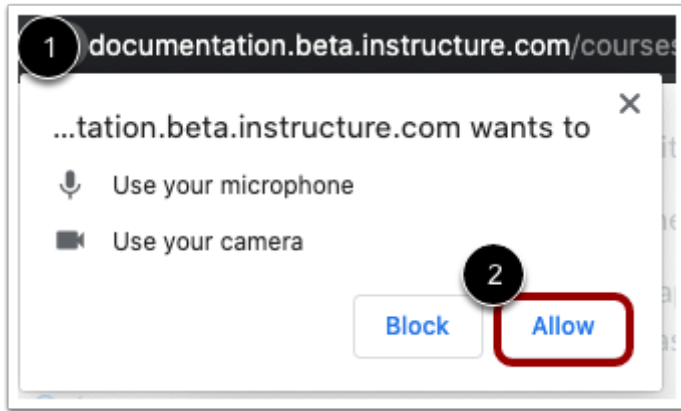 1 documentation.beta.instructure.com/courses
...tation.beta.instructure.com wants to
Use your microphone
Use your camera
2
Block Allow